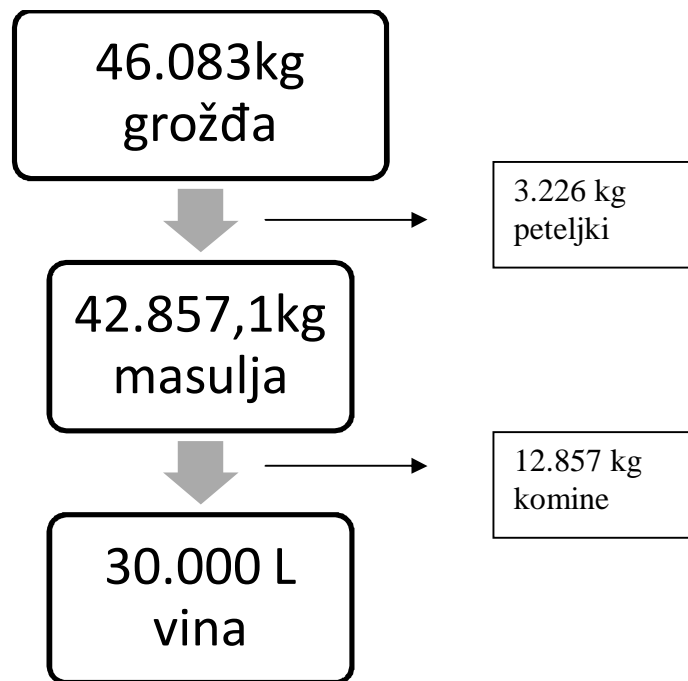 46.083kg
grožđa
3.226 kg
peteljki
42.857,1kg
masulja
12.857 kg
komine
30.000 L
vina